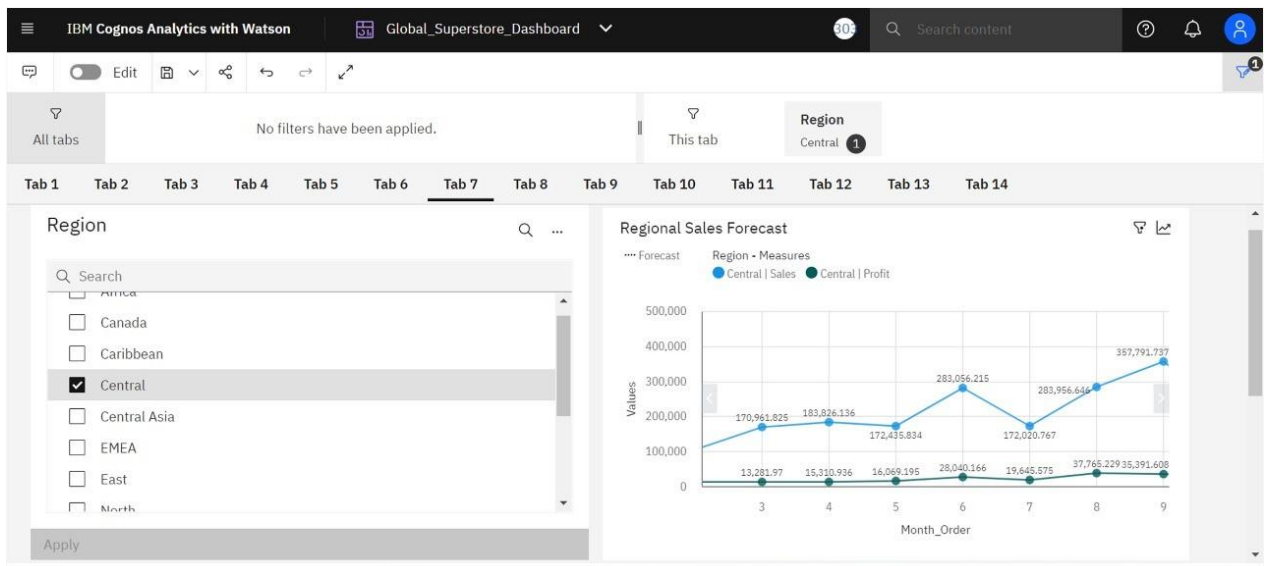 IBM Cognos Analytics with Watson
Global_Superstore_Dashboard
303
Search content
Edit
1
All tabs
No filters have been applied.
This tab
Region
Central 1
Tab 1 Tab 2 Tab 3 Tab 4 Tab 5 Tab 6 Tab 7 Tab 8 Tab 9 Tab 10 Tab 11 Tab 12 Tab 13 Tab 14
Region
Search
Africa
Canada
Caribbean
Central
Central Asia
EMEA
East
North
Apply
Regional Sales Forecast
Forecast
Region - Measures
Central | Sales Central | Profit
500,000
400,000
300,000
200,000
100,000
0
Values
170,961.825 183,826.136 172,435.834 283,056.215 172,020.767 283,956.646 357,791.737
13,281.97 15,310.936 16,069.195 28,040.166 19,645.575 37,765.229 35,391.608
3 4 5 6 7 8 9
Month_Order